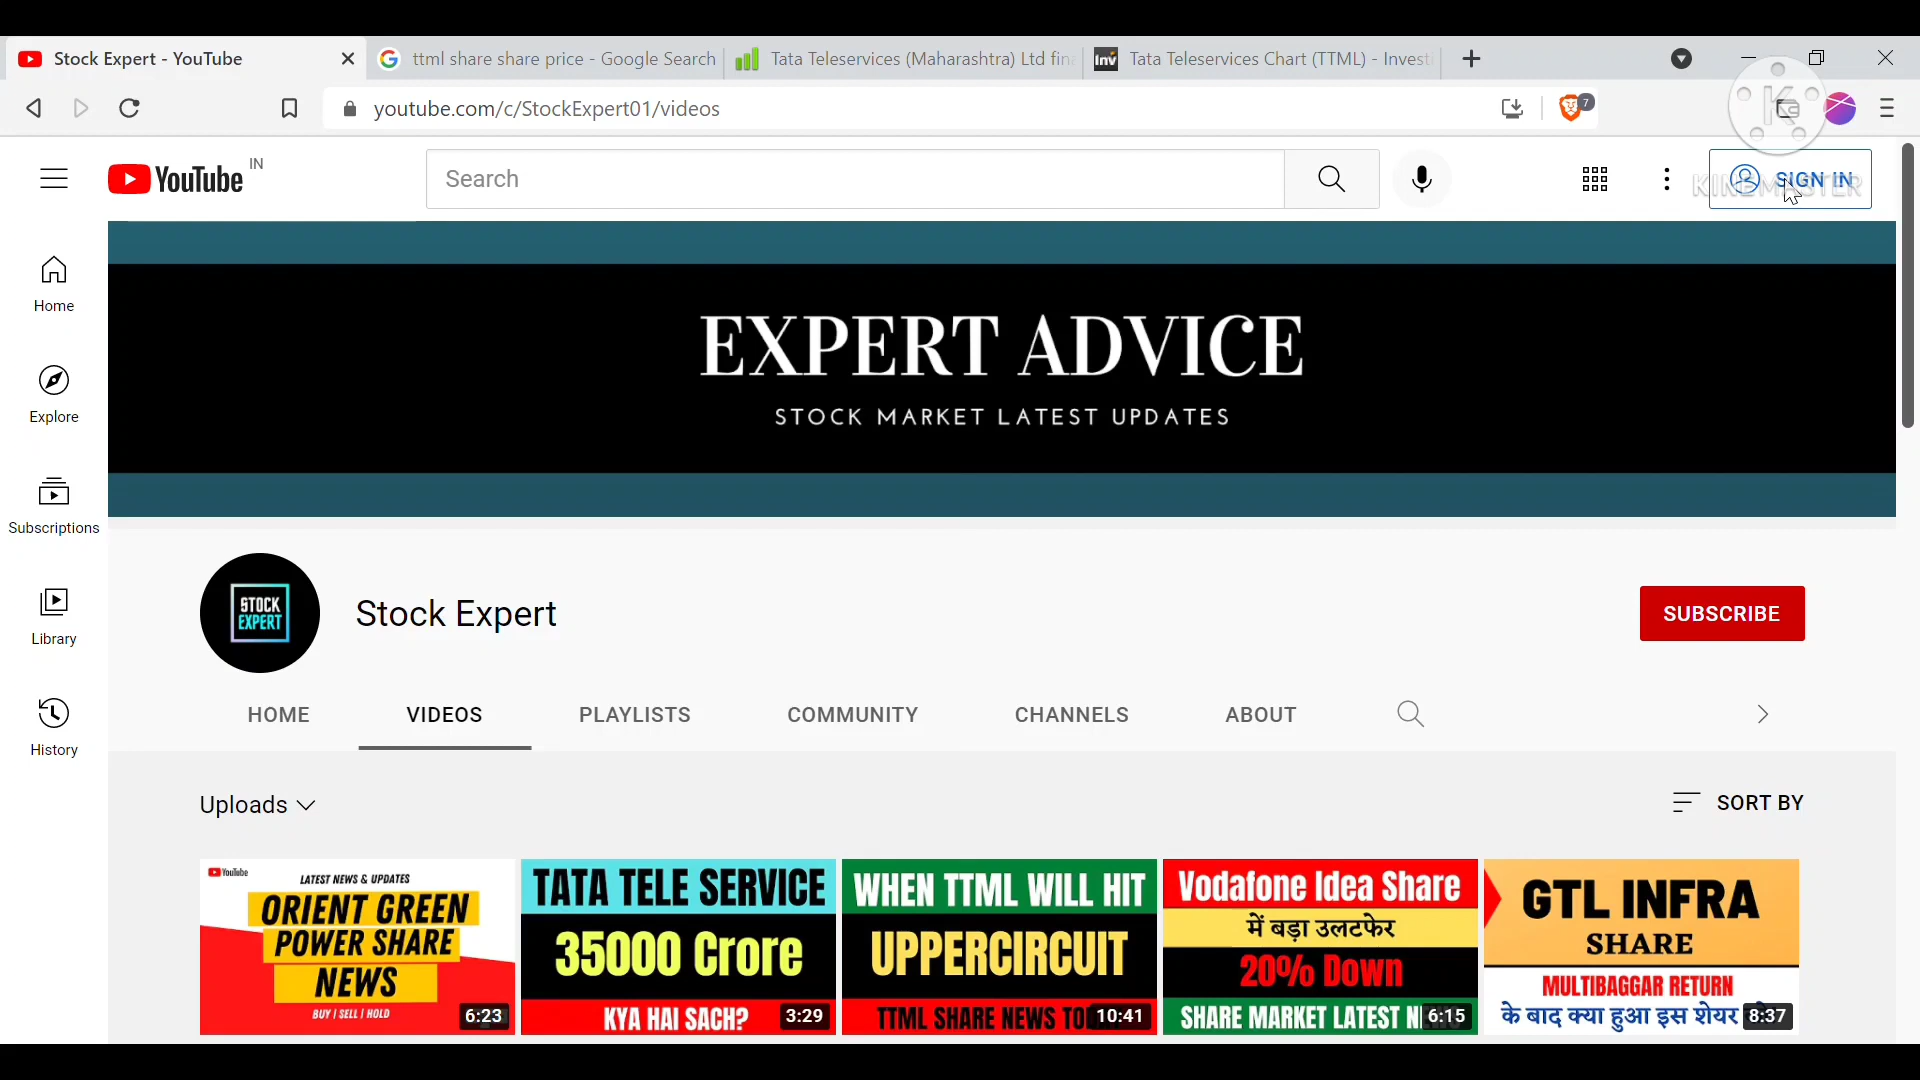 Stock Expert - YouTube
ttml share share price - Google Search
Tata Teleservices (Maharashtra) Ltd fin
Tata Teleservices Chart (TTML) - Invest
youtube.com/c/StockExpert01/videos
7
YouTube IN
Search
SIGN IN
KINEMASTER
Home
Explore
Subscriptions
Library
History
EXPERT ADVICE
STOCK MARKET LATEST UPDATES
STOCK
EXPERT
Stock Expert
SUBSCRIBE
HOME
VIDEOS
PLAYLISTS
COMMUNITY
CHANNELS
ABOUT
Uploads
SORT BY
YouTube
LATEST NEWS & UPDATES
ORIENT GREEN
POWER SHARE
NEWS
BUY | SELL | HOLD
6:23
TATA TELE SERVICE
35000 Crore
KYA HAI SACH?
3:29
WHEN TTML WILL HIT
UPPERCIRCUIT
TTML SHARE NEWS
10:41
Vodafone Idea Share
में बड़ा उलटफेर
20% Down
SHARE MARKET LATEST
6:15
GTL INFRA
SHARE
MULTIBAGGAR RETURN
के बाद क्या हुआ इस शेयर
8:37